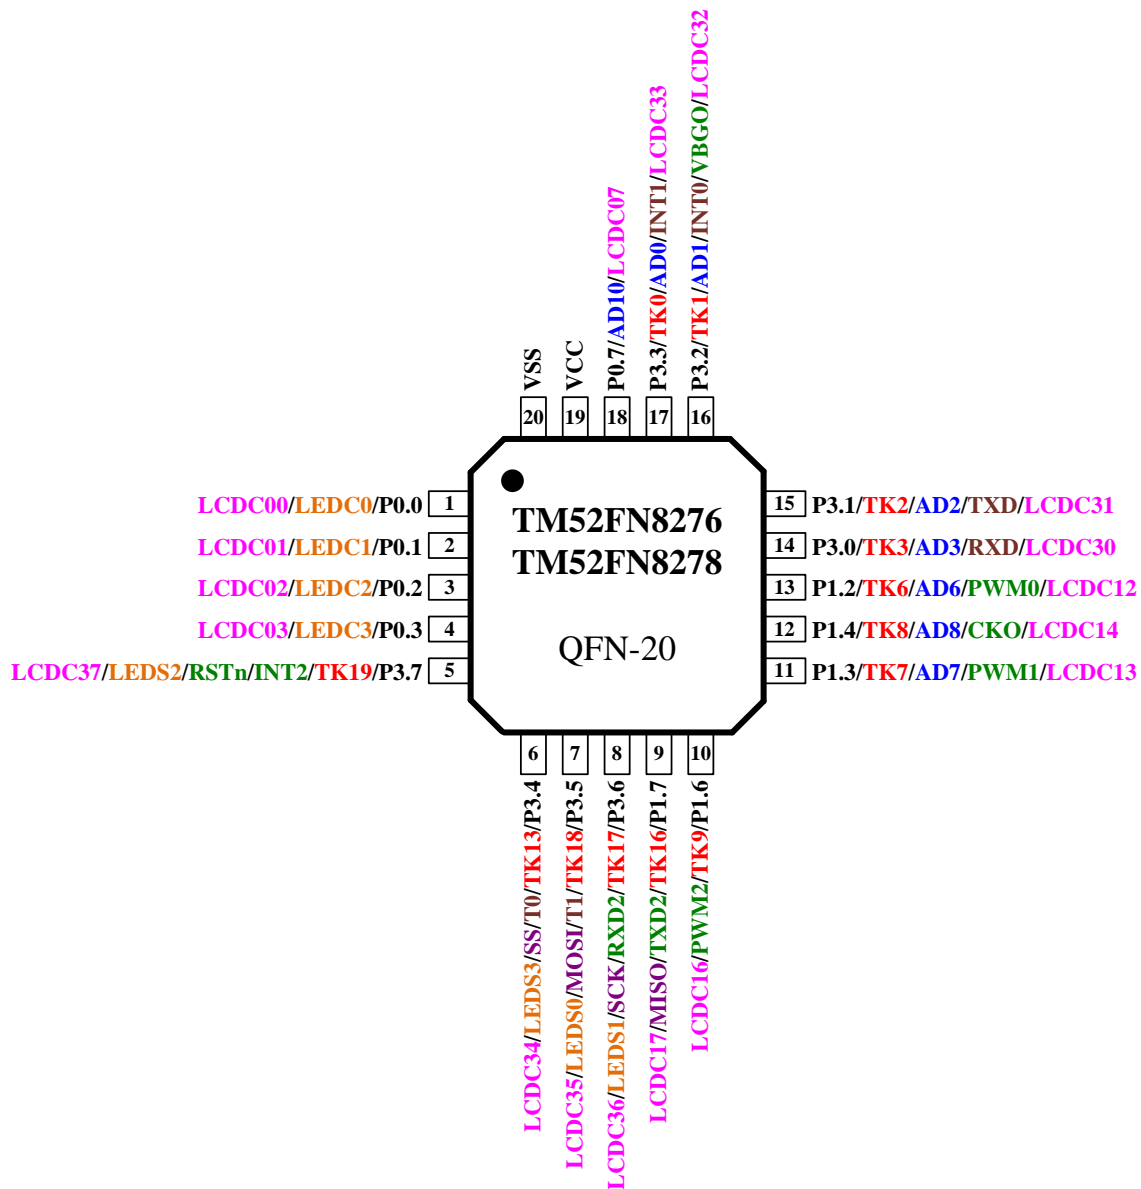 P3.2/TK1/AD1/INT0/VBGO/LCDC32
P3.3/TK0/AD0/INT1/LCDC33
P0.7/AD10/LCDC07
VCC
VSS
20
19
18
17
16
LCDC00/LEDC0/P0.0
1
LCDC01/LEDC1/P0.1
2
LCDC02/LEDC2/P0.2
3
LCDC03/LEDC3/P0.3
4
LCDC37/LEDS2/RSTn/INT2/TK19/P3.7
5
TM52FN8276
TM52FN8278
QFN-20
15
P3.1/TK2/AD2/TXD/LCDC31
14
P3.0/TK3/AD3/RXD/LCDC30
13
P1.2/TK6/AD6/PWM0/LCDC12
12
P1.4/TK8/AD8/CKO/LCDC14
11
P1.3/TK7/AD7/PWM1/LCDC13
6
7
8
9
10
LCDC34/LEDS3/SS/T0/TK13/P3.4
LCDC35/LEDS0/MOSI/T1/TK18/P3.5
LCDC36/LEDS1/SCK/RXD2/TK17/P3.6
LCDC17/MISO/TXD2/TK16/P1.7
LCDC16/PWM2/TK9/P1.6